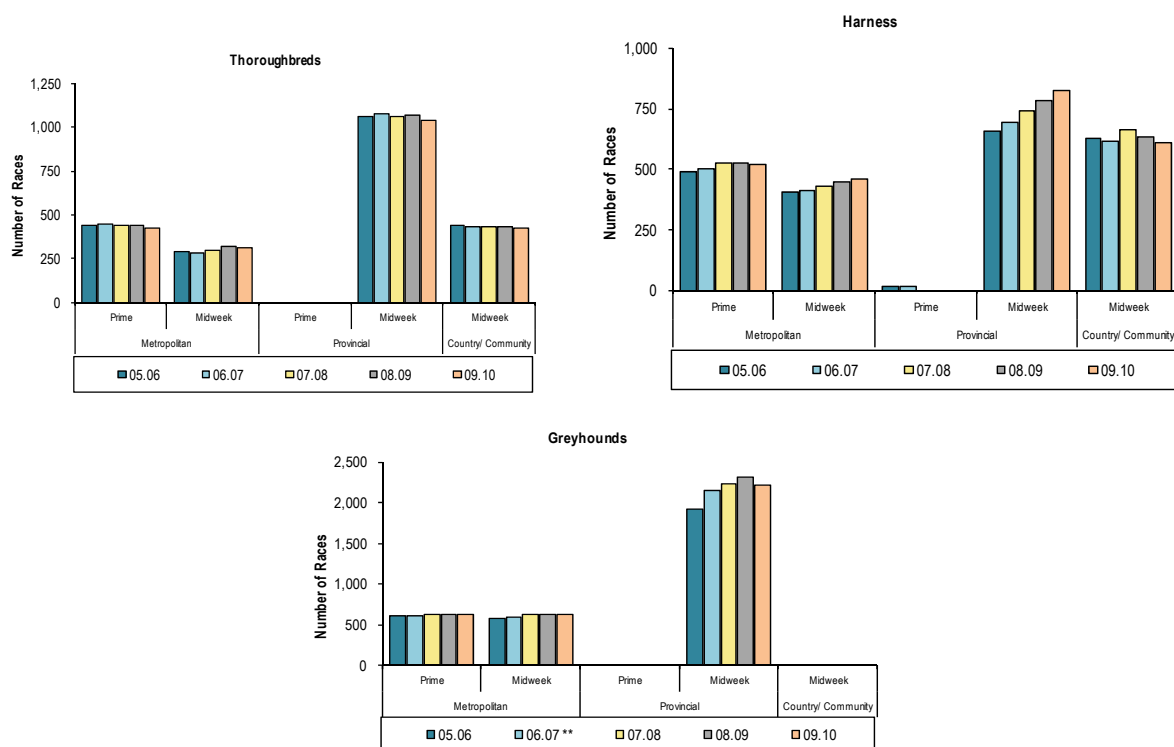 Thoroughbreds
1,250
1,000
750
500
250
0
Number of Races
Prime Midweek Prime Midweek Midweek
Metropolitan Provincial Country/ Community
05.06 06.07 07.08 08.09 09.10
Harness
1,000
750
500
250
0
Number of Races
Prime Midweek Prime Midweek Midweek
Metropolitan Provincial Country/ Community
05.06 06.07 07.08 08.09 09.10
Greyhounds
2,500
2,000
1,500
1,000
500
0
Number of Races
Prime Midweek Prime Midweek Midweek
Metropolitan Provincial Country/ Community
05.06 06.07 ** 07.08 08.09 09.10